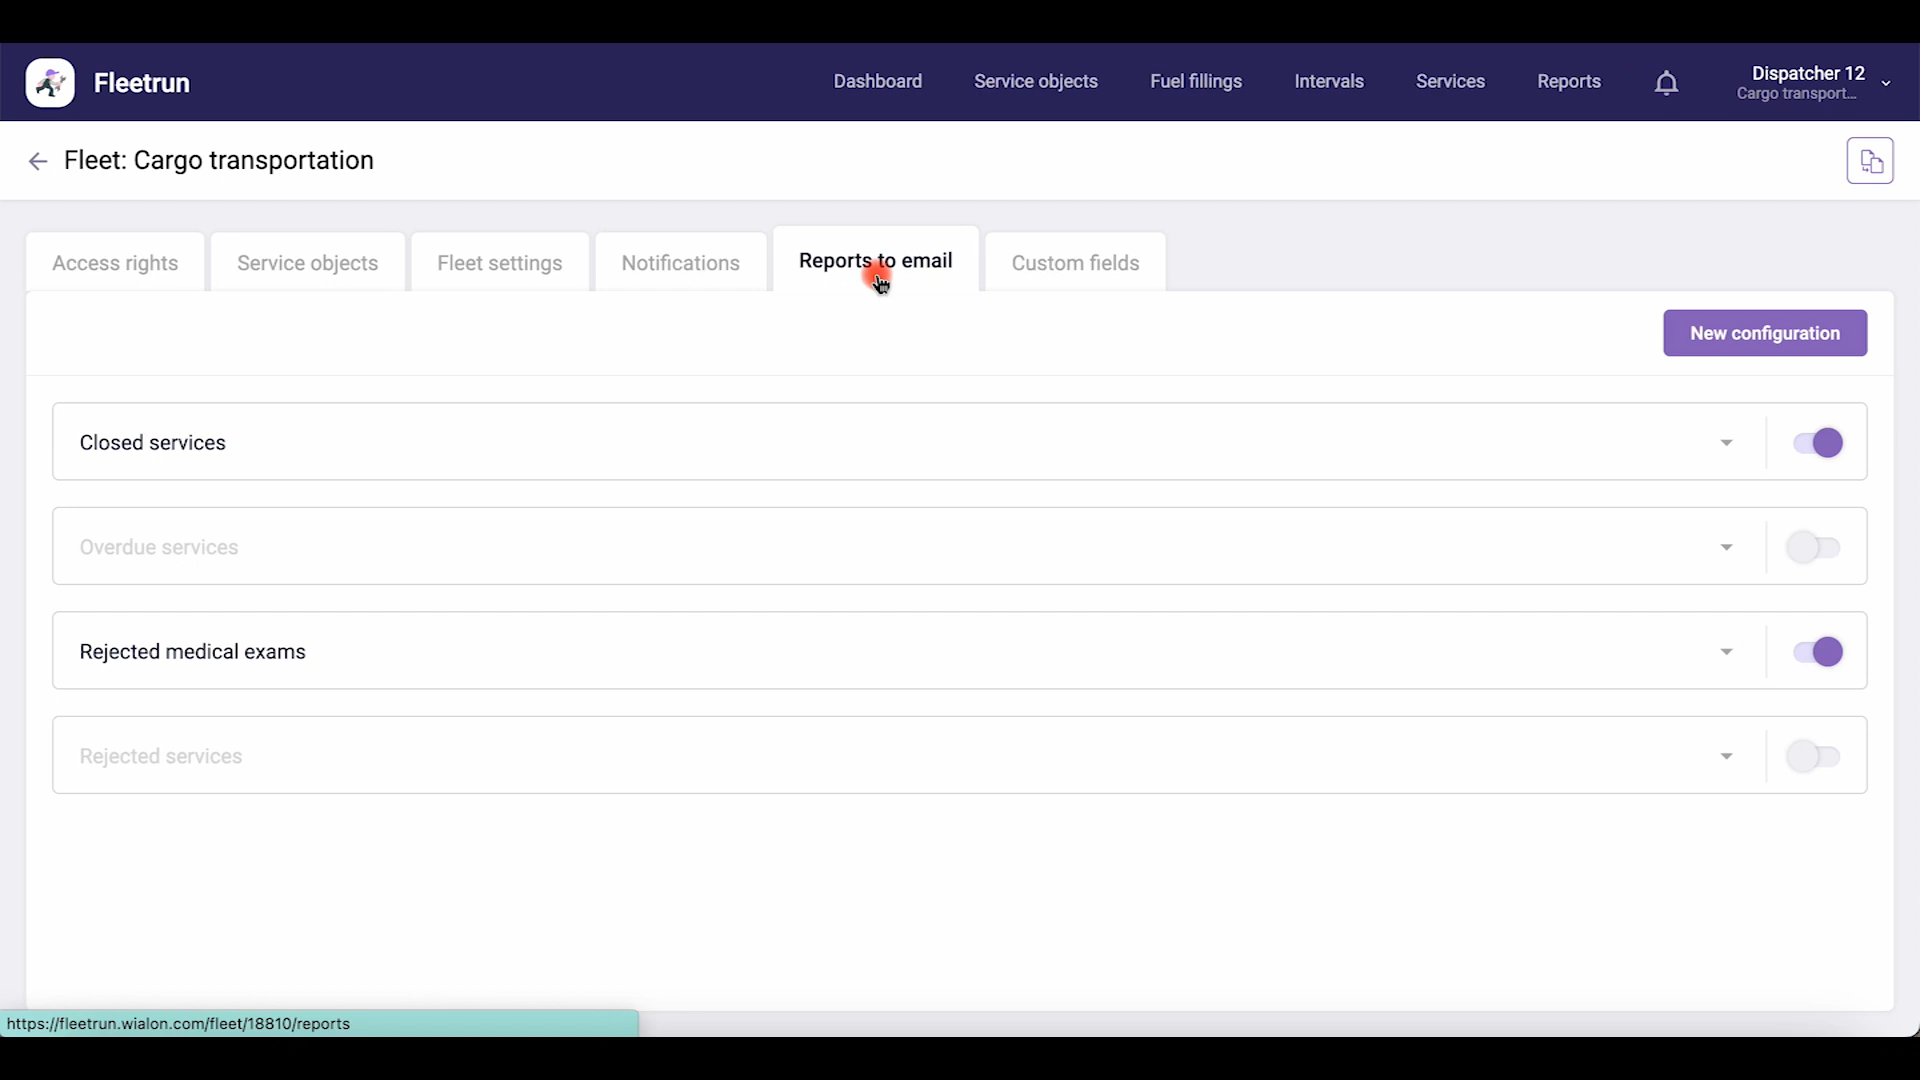 Fleetrun
Dashboard
Service objects
Fuel fillings
Intervals
Services
Reports
Dispatcher 12
Cargo transport...
Fleet: Cargo transportation
Access rights
Service objects
Fleet settings
Notifications
Reports to email
Custom fields
New configuration
Closed services
Overdue services
Rejected medical exams
Rejected services
https://fleetrun.wialon.com/fleet/18810/reports